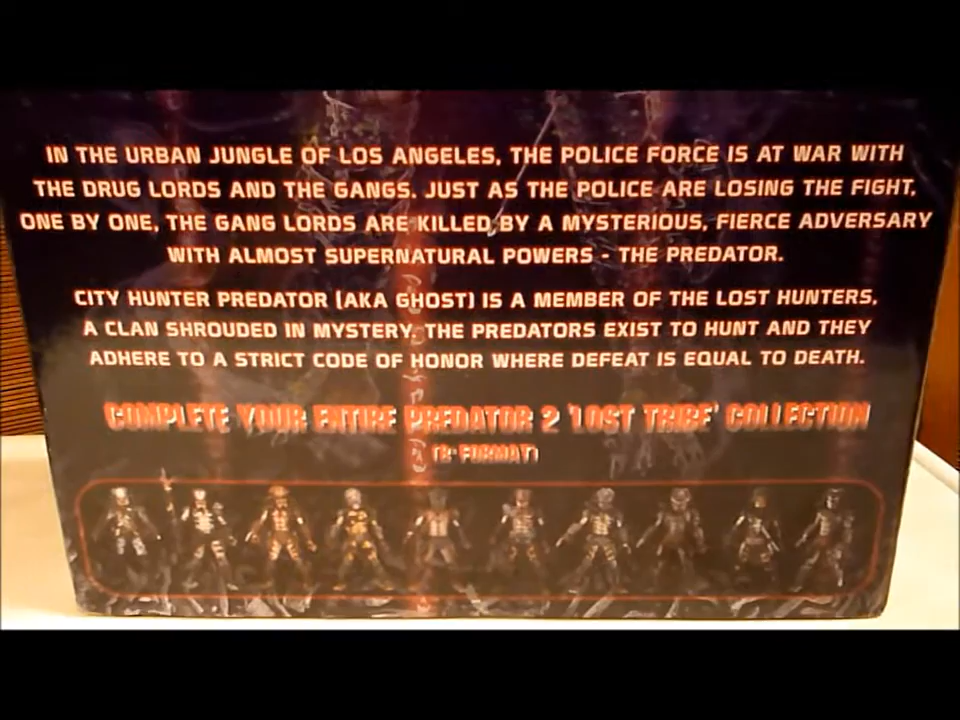 IN THE URBAN JUNGLE OF LOS ANGELES, THE POLICE FORCE IS AT WAR WITH
THE DRUG LORDS AND THE GANGS. JUST AS THE POLICE ARE LOSING THE FIGHT,
ONE BY ONE, THE GANG LORDS ARE KILLED BY A MYSTERIOUS, FIERCE ADVERSARY
WITH ALMOST SUPERNATURAL POWERS - THE PREDATOR.
CITY HUNTER PREDATOR (AKA GHOST) IS A MEMBER OF THE LOST HUNTERS,
A CLAN SHROUDED IN MYSTERY. THE PREDATORS EXIST TO HUNT AND THEY
ADHERE TO A STRICT CODE OF HONOR WHERE DEFEAT IS EQUAL TO DEATH.
COMPLETE YOUR ENTIRE PREDATOR 2 'LOST TRIBE' COLLECTION
(8" FORMAT)